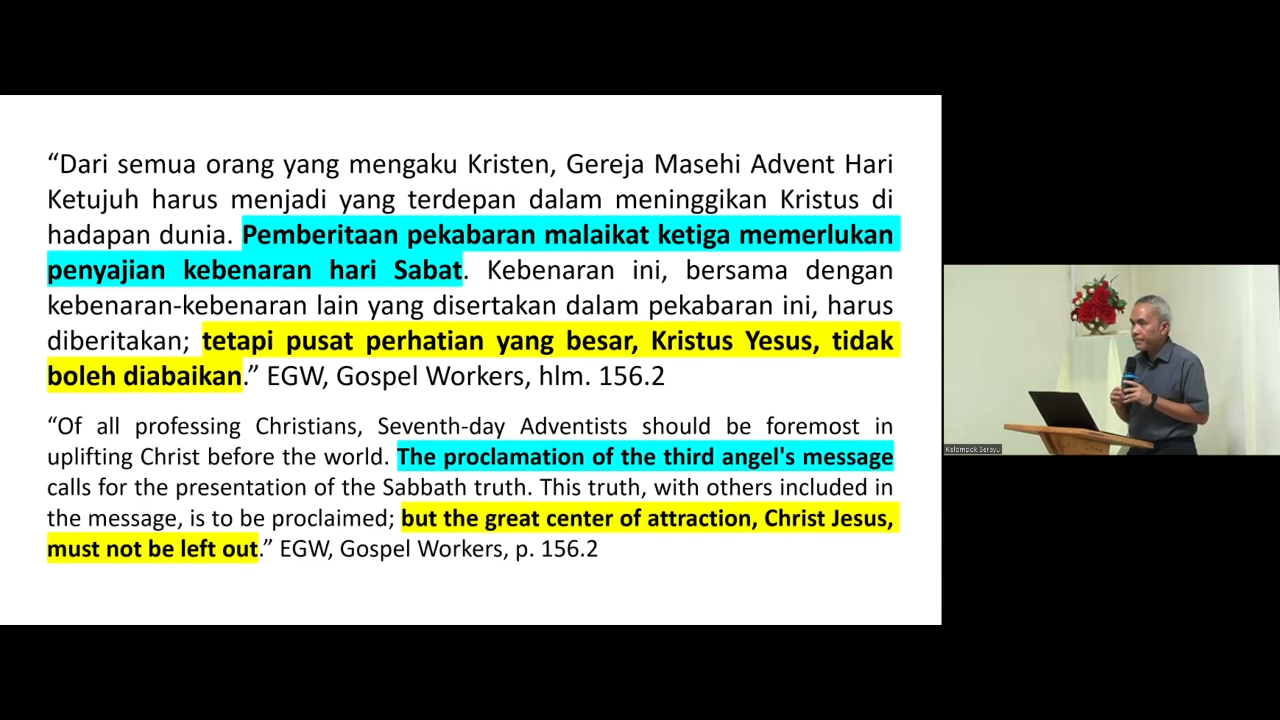 “Dari semua orang yang mengaku Kristen, Gereja Masehi Advent Hari
Ketujuh harus menjadi yang terdepan dalam meninggikan Kristus di
hadapan dunia. Pemberitaan pekabaran malaikat ketiga memerlukan
penyajian kebenaran hari Sabat. Kebenaran ini, bersama dengan
kebenaran-kebenaran lain yang disertakan dalam pekabaran ini, harus
diberitakan; tetapi pusat perhatian yang besar, Kristus Yesus, tidak
boleh diabaikan.” EGW, Gospel Workers, hlm. 156.2
“Of all professing Christians, Seventh-day Adventists should be foremost in
uplifting Christ before the world. The proclamation of the third angel's message
calls for the presentation of the Sabbath truth. This truth, with others included in
the message, is to be proclaimed; but the great center of attraction, Christ Jesus,
must not be left out.” EGW, Gospel Workers, p. 156.2
Kelompok Serayu